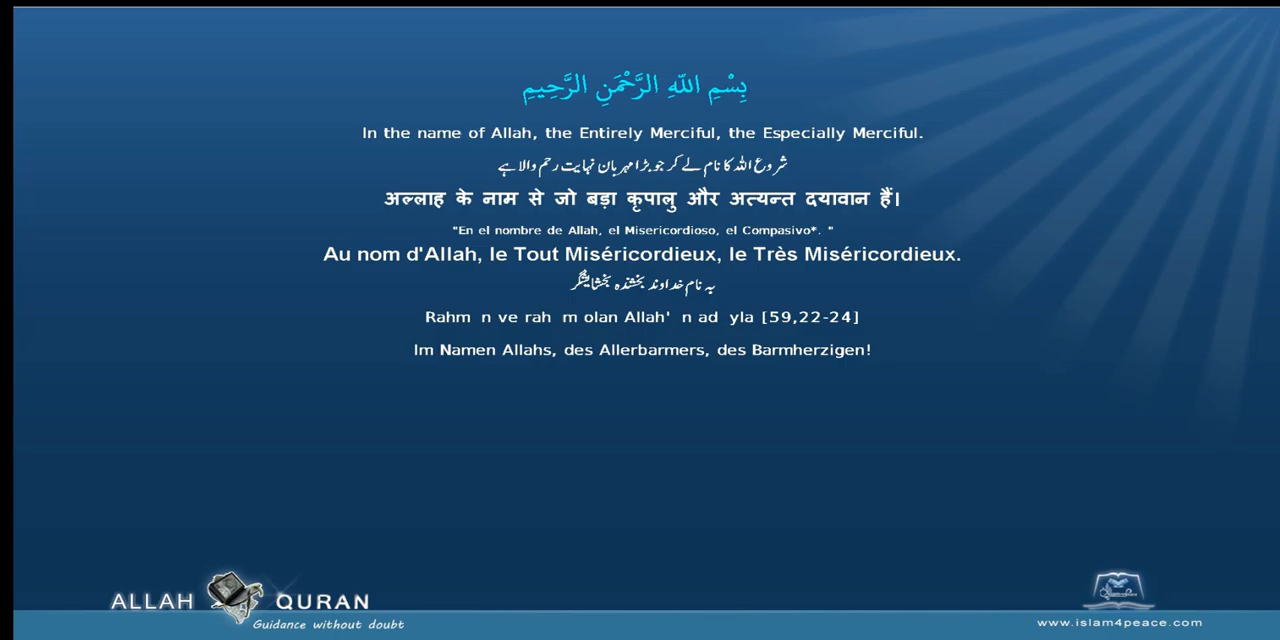 بِسْمِ اللّهِ الرَّحْمَنِ الرَّحِيمِ
In the name of Allah, the Entirely Merciful, the Especially Merciful.
شروع الله کا نام لے کر جو بڑا مہربان نہایت رحم والا ہے
अल्लाह के नाम से जो बड़ा कृपालु और अत्यन्त दयावान हैं।
"En el nombre de Allah, el Misericordioso, el Compasivo*. "
Au nom d'Allah, le Tout Miséricordieux, le Très Miséricordieux.
به نام خداوند بخشنده بخشایشگر
Rahm n ve rah m olan Allah' n ad yla [59,22-24]
Im Namen Allahs, des Allerbarmers, des Barmherzigen!
ALLAH QURAN
Guidance without doubt
www.islam4peace.com